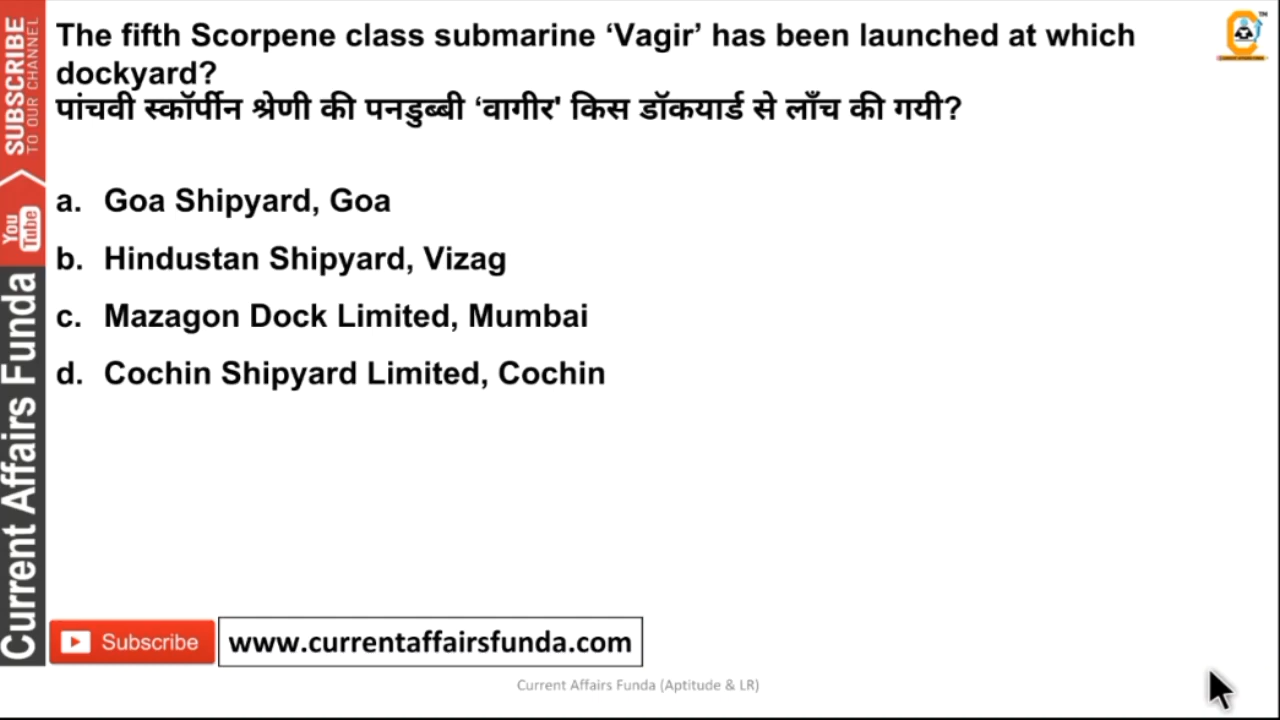 The fifth Scorpene class submarine ‘Vagir’ has been launched at which
dockyard?
पांचवी स्कॉर्पीन श्रेणी की पनडुब्बी ‘वागीर' किस डॉकयार्ड से लाँच की गयी?
a. Goa Shipyard, Goa
b. Hindustan Shipyard, Vizag
c. Mazagon Dock Limited, Mumbai
d. Cochin Shipyard Limited, Cochin
SUBSCRIBE
TO OUR CHANNEL
You
Tube
Current Affairs Funda
TM
Subscribe
www.currentaffairsfunda.com
Current Affairs Funda (Aptitude & LR)